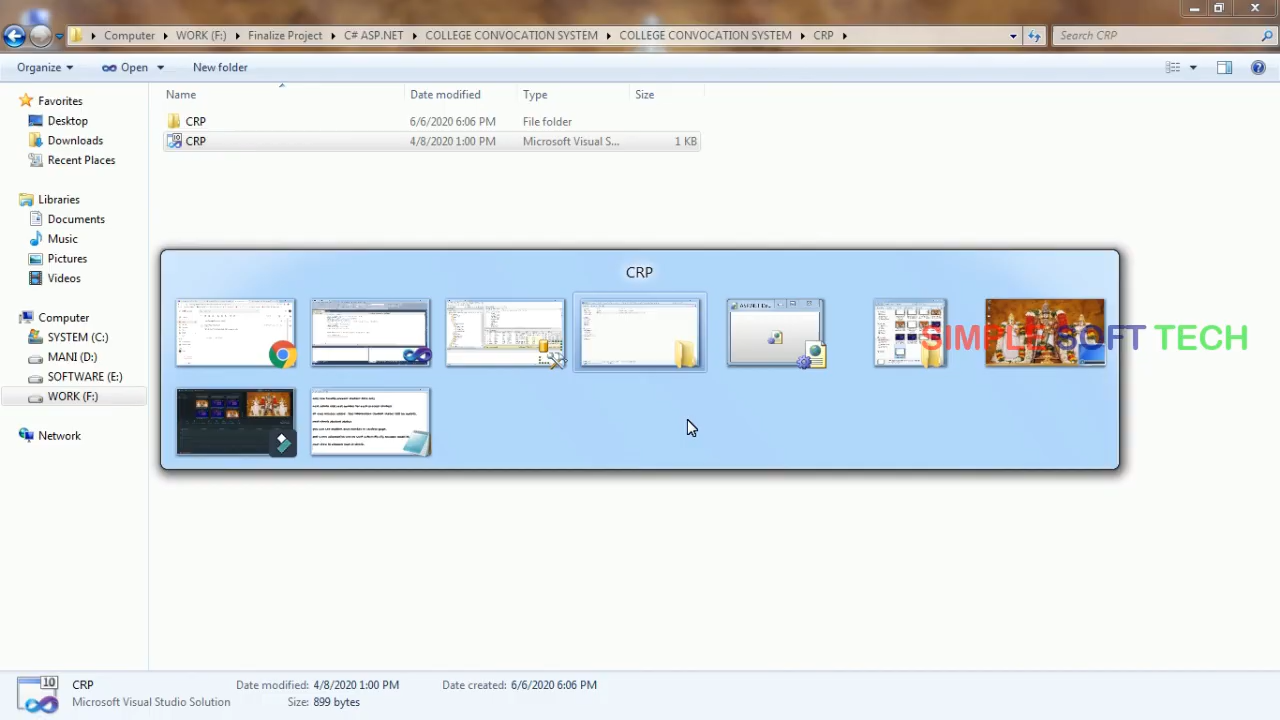 Computer WORK (F:) Finalize Project C# ASP.NET COLLEGE CONVOCATION SYSTEM COLLEGE CONVOCATION SYSTEM CRP Search CRP
Organize Open New folder
Name Date modified Type Size
CRP 6/6/2020 6:06 PM File folder
CRP 4/8/2020 1:00 PM Microsoft Visual S... 1 KB
Favorites
Desktop
Downloads
Recent Places
Libraries
Documents
Music
Pictures
Videos
Computer
SYSTEM (C:)
MANI (D:)
SOFTWARE (E:)
WORK (F:)
Network
CRP
SIMPLE SOFT TECH
10
CRP Date modified: 4/8/2020 1:00 PM Date created: 6/6/2020 6:06 PM
Microsoft Visual Studio Solution Size: 899 bytes